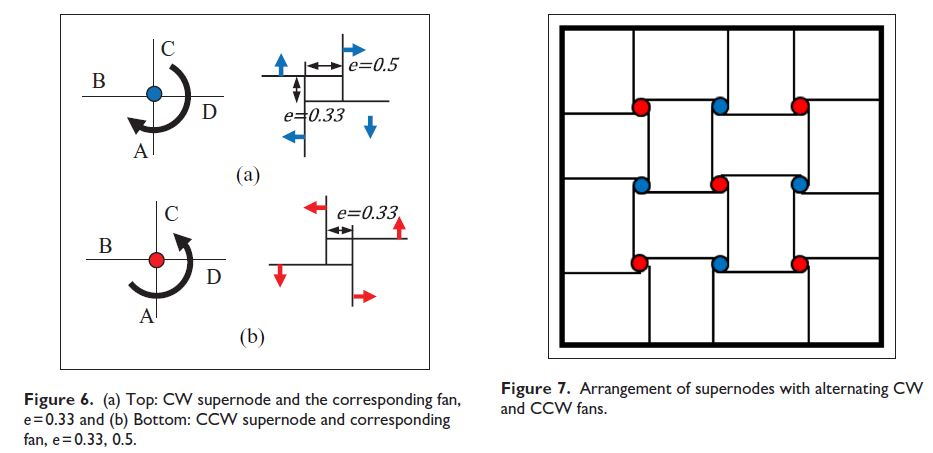 C
B
D
A
e=0.5
e=0.33
(a)
C
B
D
A
e=0.33
(b)
Figure 6. (a) Top: CW supernode and the corresponding fan,
e=0.33 and (b) Bottom: CCW supernode and corresponding
fan, e=0.33, 0.5.
Figure 7. Arrangement of supernodes with alternating CW
and CCW fans.